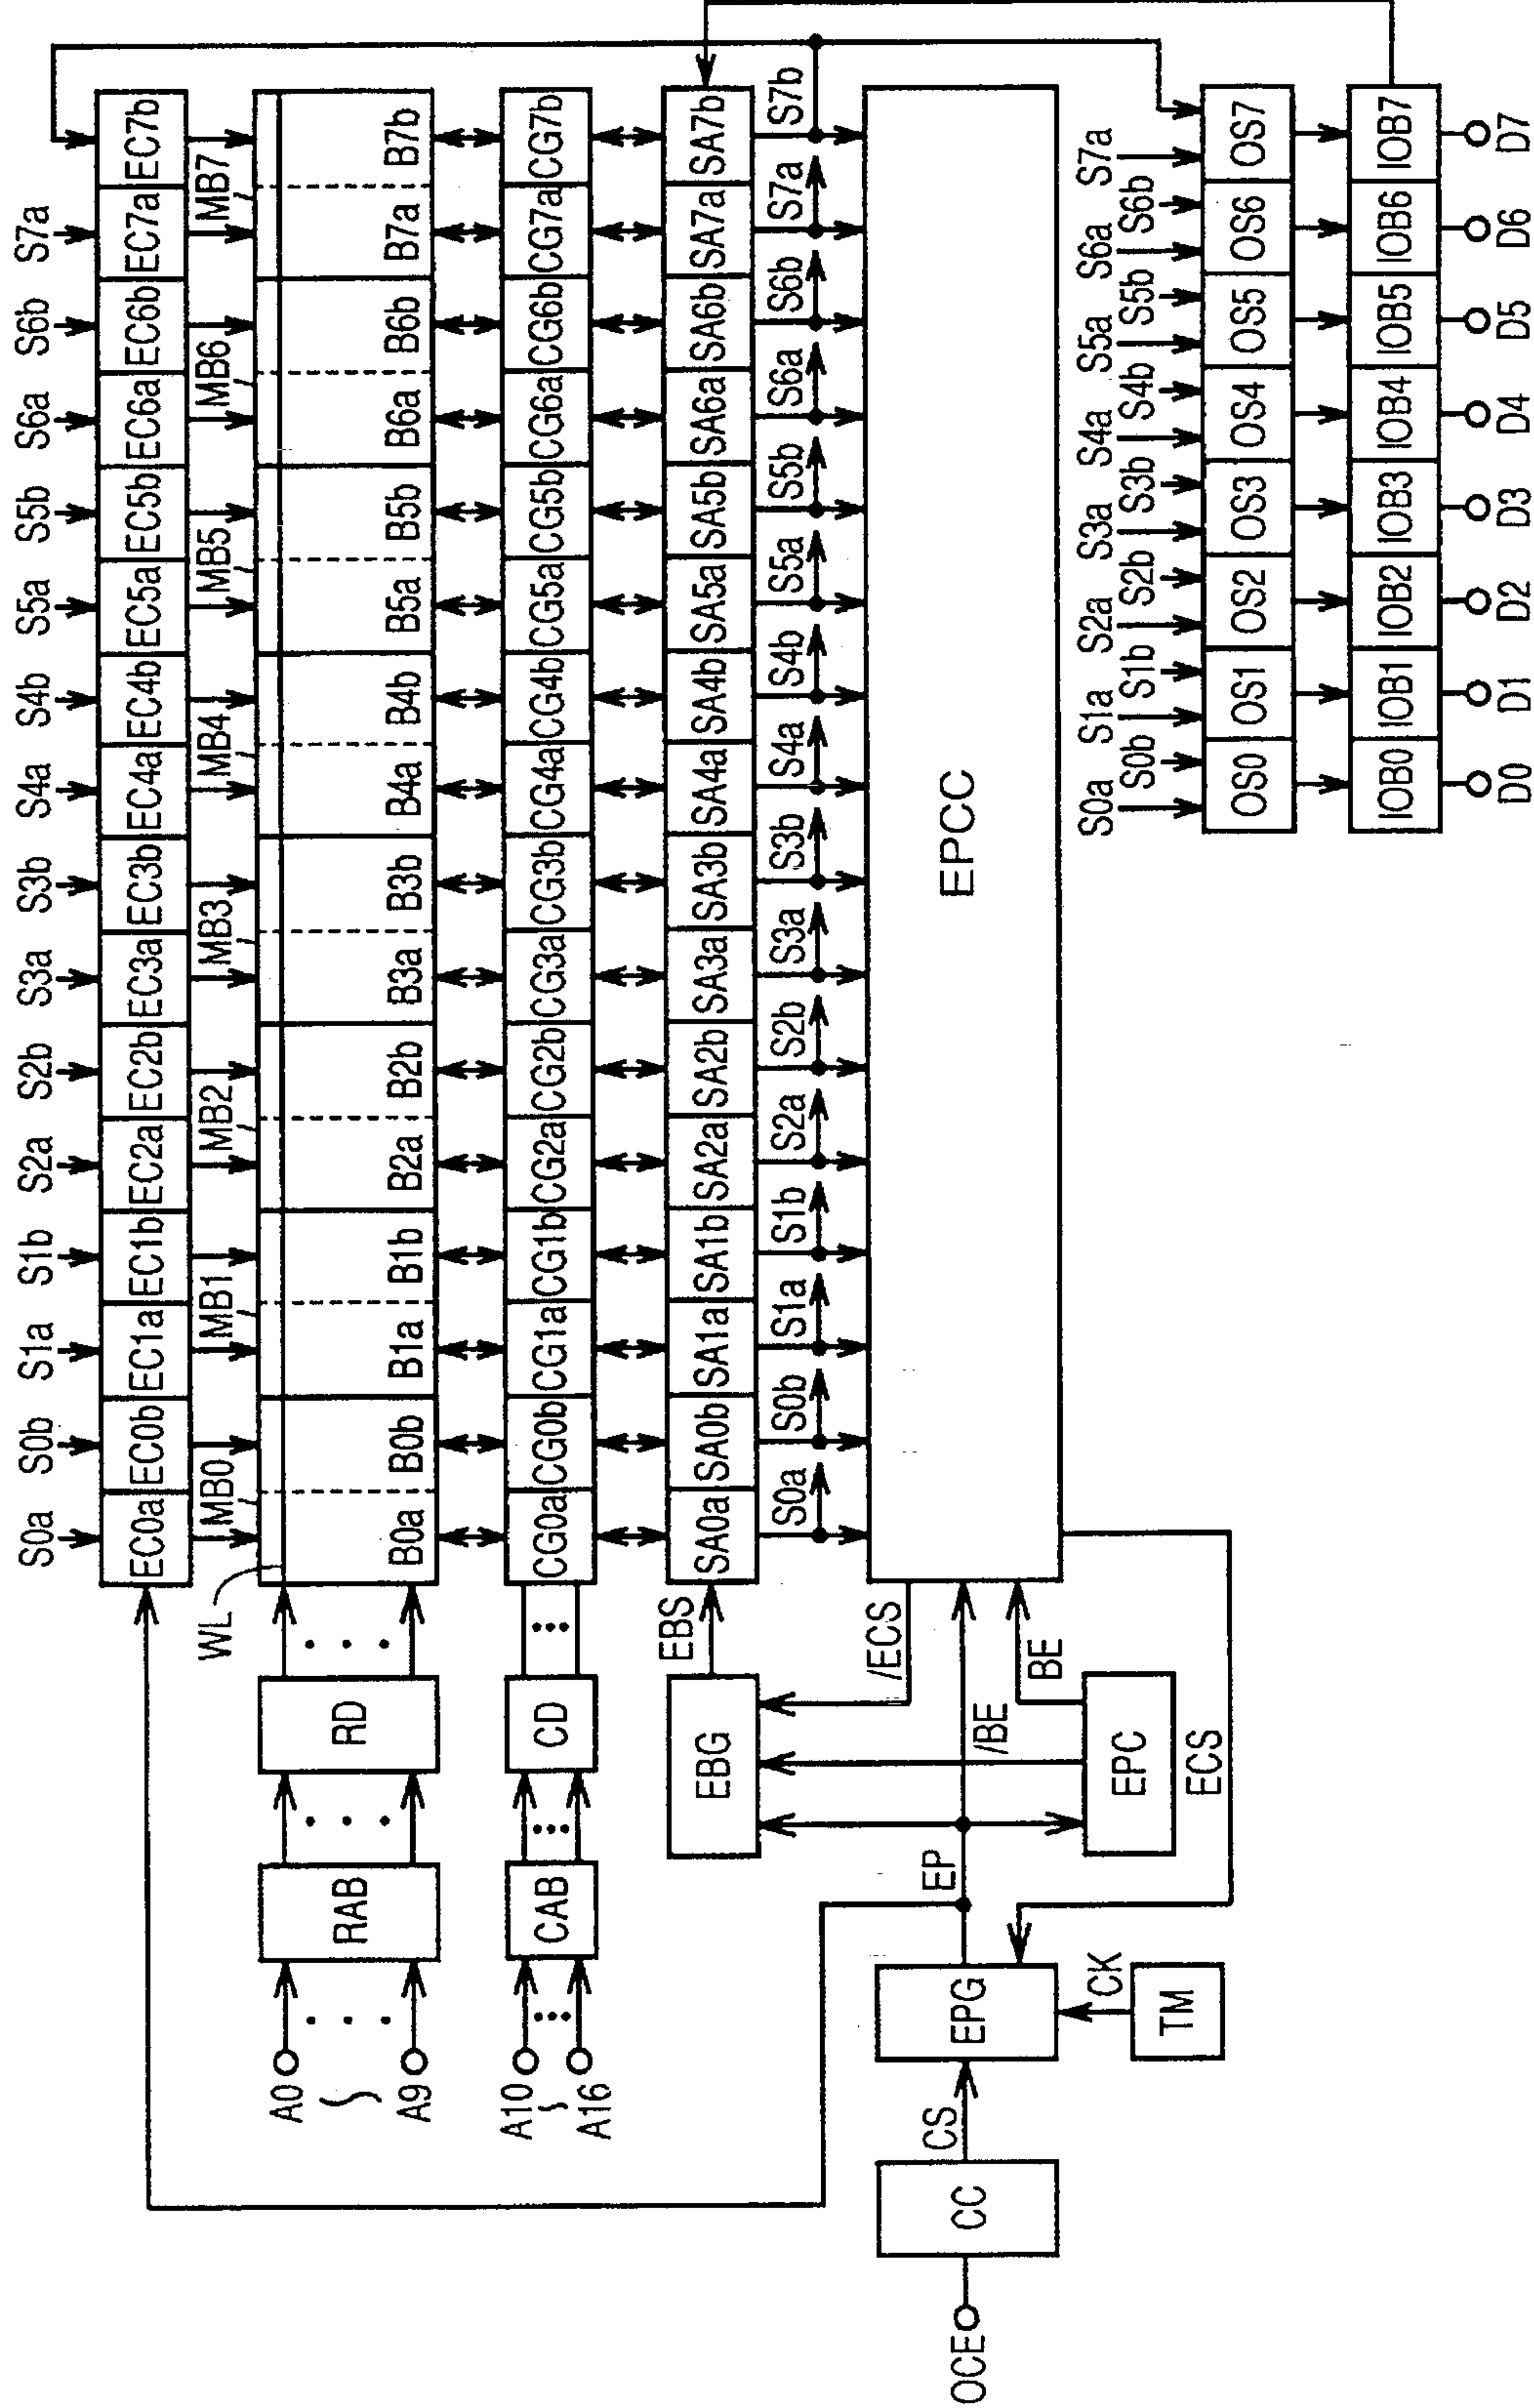 S0a S0b S1a S1b S2a S2b S3a S3b S4a S4b S5a S5b S6a S6b S7a
EC0a EC0b EC1a EC1b EC2a EC2b EC3a EC3b EC4a EC4b EC5a EC5b EC6a EC6b EC7a EC7b
MB0 MB1 MB2 MB3 MB4 MB5 MB6 MB7
WL
A0 RAB RD
A9
B0a B0b B1a B1b B2a B2b B3a B3b B4a B4b B5a B5b B6a B6b B7a B7b
A10 CAB CD
A16
CG0a CG0b CG1a CG1b CG2a CG2b CG3a CG3b CG4a CG4b CG5a CG5b CG6a CG6b CG7a CG7b
EBS
SA0a SA0b SA1a SA1b SA2a SA2b SA3a SA3b SA4a SA4b SA5a SA5b SA6a SA6b SA7a SA7b
EBG
S0a S0b S1a S1b S2a S2b S3a S3b S4a S4b S5a S5b S6a S6b S7a S7b
/ECS
OCE CC CS EPG EP /BE BE EPCC
CK
TM
EPC
ECS
S0a S1a S2a S3a S4a S5a S6a S7a
S0b S1b S2b S3b S4b S5b S6b
OS0 OS1 OS2 OS3 OS4 OS5 OS6 OS7
IOB0 IOB1 IOB2 IOB3 IOB4 IOB5 IOB6 IOB7
D0 D1 D2 D3 D4 D5 D6 D7